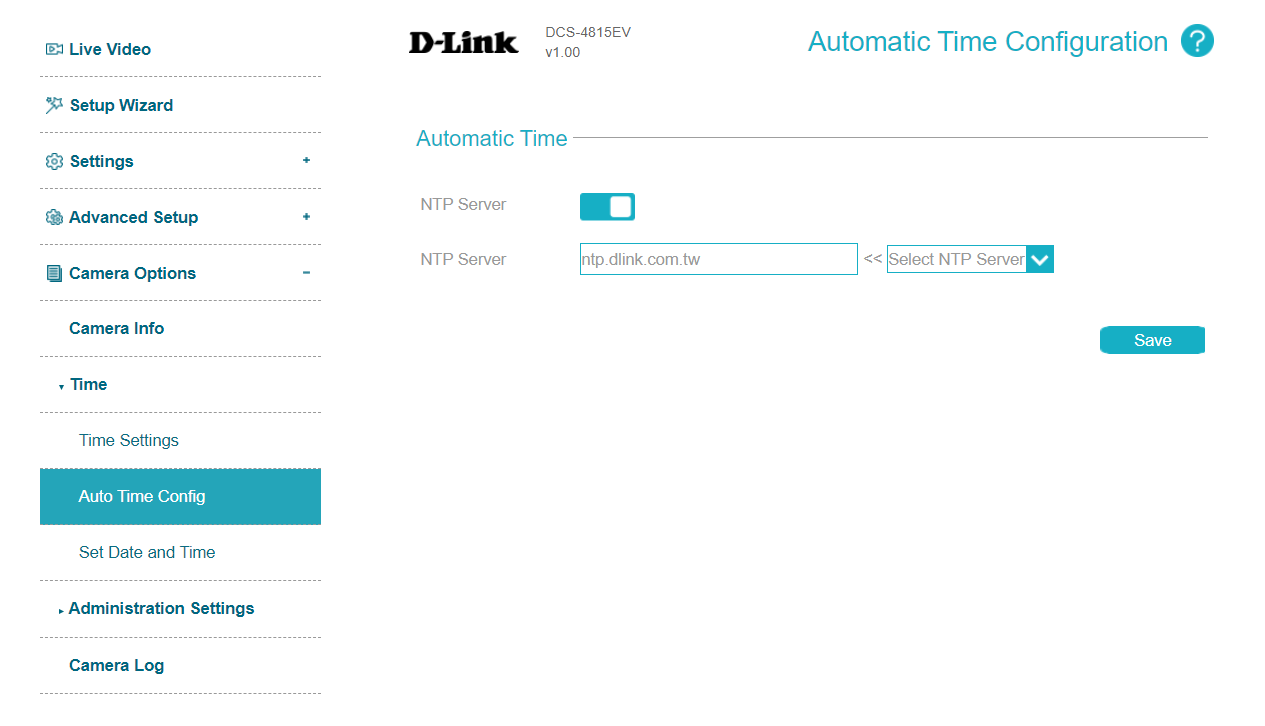 Live Video
Setup Wizard
Settings +
Advanced Setup +
Camera Options -
Camera Info
Time
Time Settings
Auto Time Config
Set Date and Time
Administration Settings
Camera Log
D-Link
DCS-4815EV
v1.00
Automatic Time Configuration ?
Automatic Time
NTP Server
NTP Server ntp.dlink.com.tw << Select NTP Server
Save